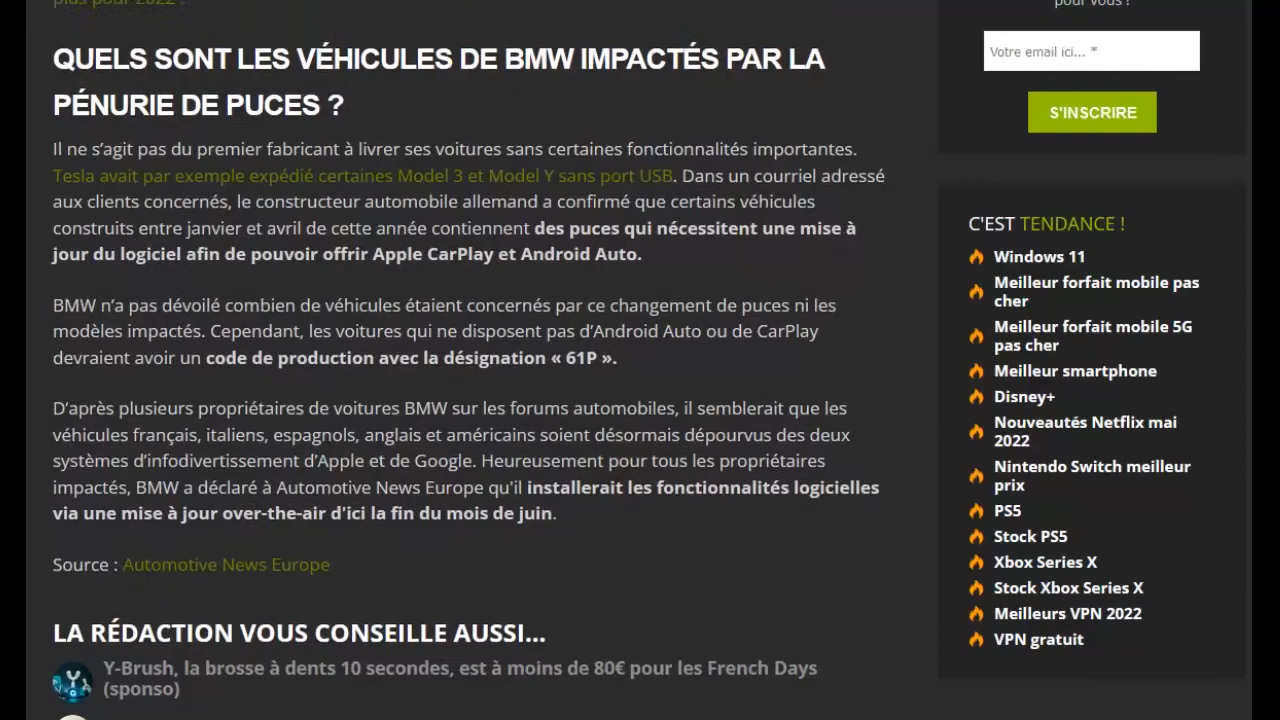 plus pour 2022 !
QUELS SONT LES VÉHICULES DE BMW IMPACTÉS PAR LA
PÉNURIE DE PUCES ?
Il ne s’agit pas du premier fabricant à livrer ses voitures sans certaines fonctionnalités importantes.
Tesla avait par exemple expédié certaines Model 3 et Model Y sans port USB. Dans un courriel adressé
aux clients concernés, le constructeur automobile allemand a confirmé que certains véhicules
construits entre janvier et avril de cette année contiennent des puces qui nécessitent une mise à
jour du logiciel afin de pouvoir offrir Apple CarPlay et Android Auto.
BMW n’a pas dévoilé combien de véhicules étaient concernés par ce changement de puces ni les
modèles impactés. Cependant, les voitures qui ne disposent pas d’Android Auto ou de CarPlay
devraient avoir un code de production avec la désignation « 61P ».
D’après plusieurs propriétaires de voitures BMW sur les forums automobiles, il semblerait que les
véhicules français, italiens, espagnols, anglais et américains soient désormais dépourvus des deux
systèmes d’infodivertissement d’Apple et de Google. Heureusement pour tous les propriétaires
impactés, BMW a déclaré à Automotive News Europe qu'il installerait les fonctionnalités logicielles
via une mise à jour over-the-air d'ici la fin du mois de juin.
Source : Automotive News Europe
LA RÉDACTION VOUS CONSEILLE AUSSI...
Y-Brush, la brosse à dents 10 secondes, est à moins de 80€ pour les French Days
(sponso)
pour vous !
Votre email ici... *
S'INSCRIRE
C'EST TENDANCE !
Windows 11
Meilleur forfait mobile pas
cher
Meilleur forfait mobile 5G
pas cher
Meilleur smartphone
Disney+
Nouveautés Netflix mai
2022
Nintendo Switch meilleur
prix
PS5
Stock PS5
Xbox Series X
Stock Xbox Series X
Meilleurs VPN 2022
VPN gratuit